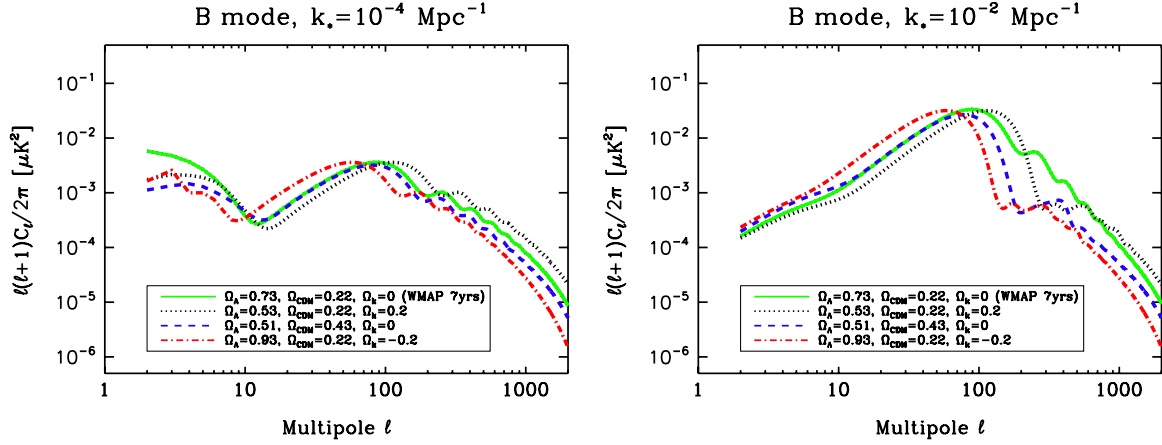 B mode, k*=10⁻⁴ Mpc⁻¹
ℓ(ℓ+1)Cℓ/2π [μK²]
10⁻¹
10⁻²
10⁻³
10⁻⁴
10⁻⁵
10⁻⁶
ΩΛ=0.73, ΩCDM=0.22, Ωk=0 (WMAP 7yrs)
ΩΛ=0.53, ΩCDM=0.22, Ωk=0.2
ΩΛ=0.51, ΩCDM=0.43, Ωk=0
ΩΛ=0.93, ΩCDM=0.22, Ωk=−0.2
1 10 100 1000
Multipole ℓ
B mode, k*=10⁻² Mpc⁻¹
ℓ(ℓ+1)Cℓ/2π [μK²]
10⁻¹
10⁻²
10⁻³
10⁻⁴
10⁻⁵
10⁻⁶
ΩΛ=0.73, ΩCDM=0.22, Ωk=0 (WMAP 7yrs)
ΩΛ=0.53, ΩCDM=0.22, Ωk=0.2
ΩΛ=0.51, ΩCDM=0.43, Ωk=0
ΩΛ=0.93, ΩCDM=0.22, Ωk=−0.2
1 10 100 1000
Multipole ℓ